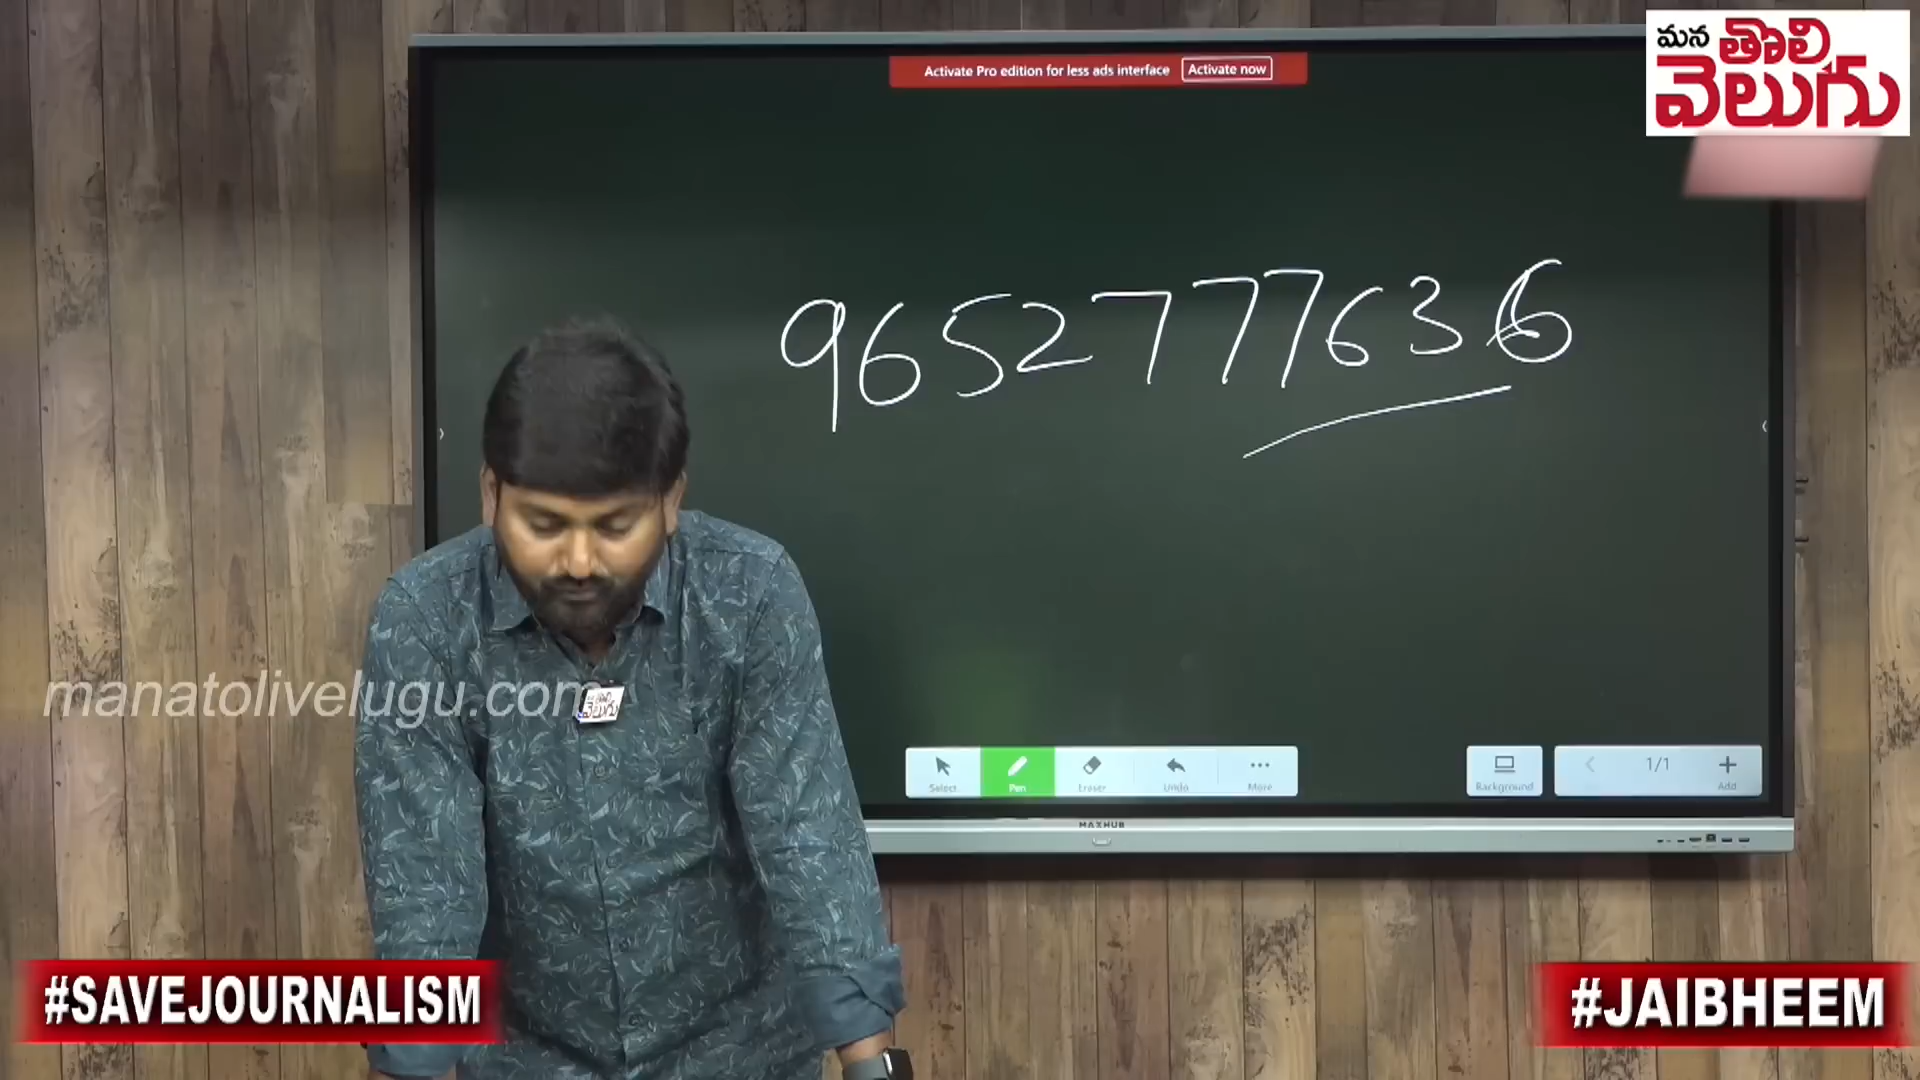 Activate Pro edition for less ads interface Activate now
మన తొలి
వెలుగు
9652777636
manatolivelugu.com
వెలుగు
Select Pen Eraser Undo More
Background
1/1
Add
MAXHUB
#SAVEJOURNALISM
#JAIBHEEM